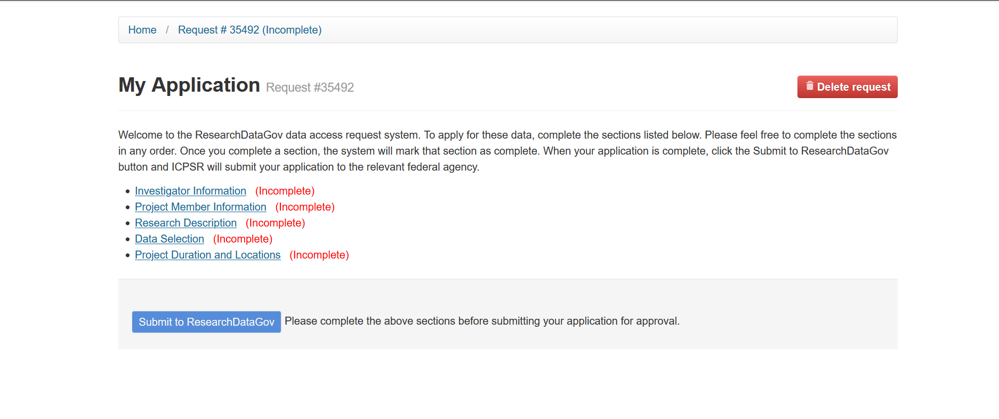 Home / Request # 35492 (Incomplete)
My Application Request #35492
Delete request
Welcome to the ResearchDataGov data access request system. To apply for these data, complete the sections listed below. Please feel free to complete the sections
in any order. Once you complete a section, the system will mark that section as complete. When your application is complete, click the Submit to ResearchDataGov
button and ICPSR will submit your application to the relevant federal agency.
Investigator Information (Incomplete)
Project Member Information (Incomplete)
Research Description (Incomplete)
Data Selection (Incomplete)
Project Duration and Locations (Incomplete)
Submit to ResearchDataGov Please complete the above sections before submitting your application for approval.